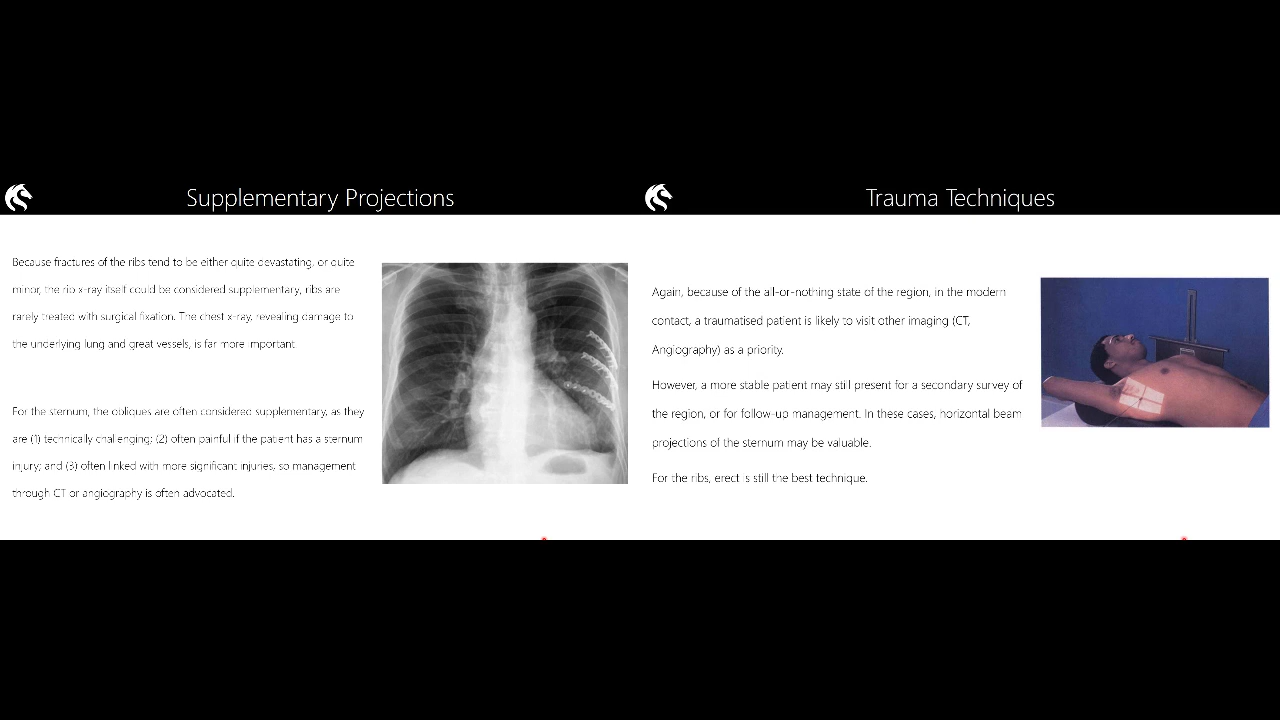 Supplementary Projections
Because fractures of the ribs tend to be either quite devastating, or quite
minor, the rib x-ray itself could be considered supplementary, ribs are
rarely treated with surgical fixation. The chest x-ray, revealing damage to
the underlying lung and great vessels, is far more important
For the sternum, the obliques are often considered supplementary, as they
are (1) technically challenging; (2) often painful if the patient has a sternum
injury; and (3) often linked with more significant injuries, so management
through CT or angiography is often advocated.
Trauma Techniques
Again, because of the all-or-nothing state of the region, in the modern
contact, a traumatised patient is likely to visit other imaging (CT,
Angiography) as a priority.
However, a more stable patient may still present for a secondary survey of
the region, or for follow-up management. In these cases, horizontal beam
projections of the sternum may be valuable.
For the ribs, erect is still the best technique.